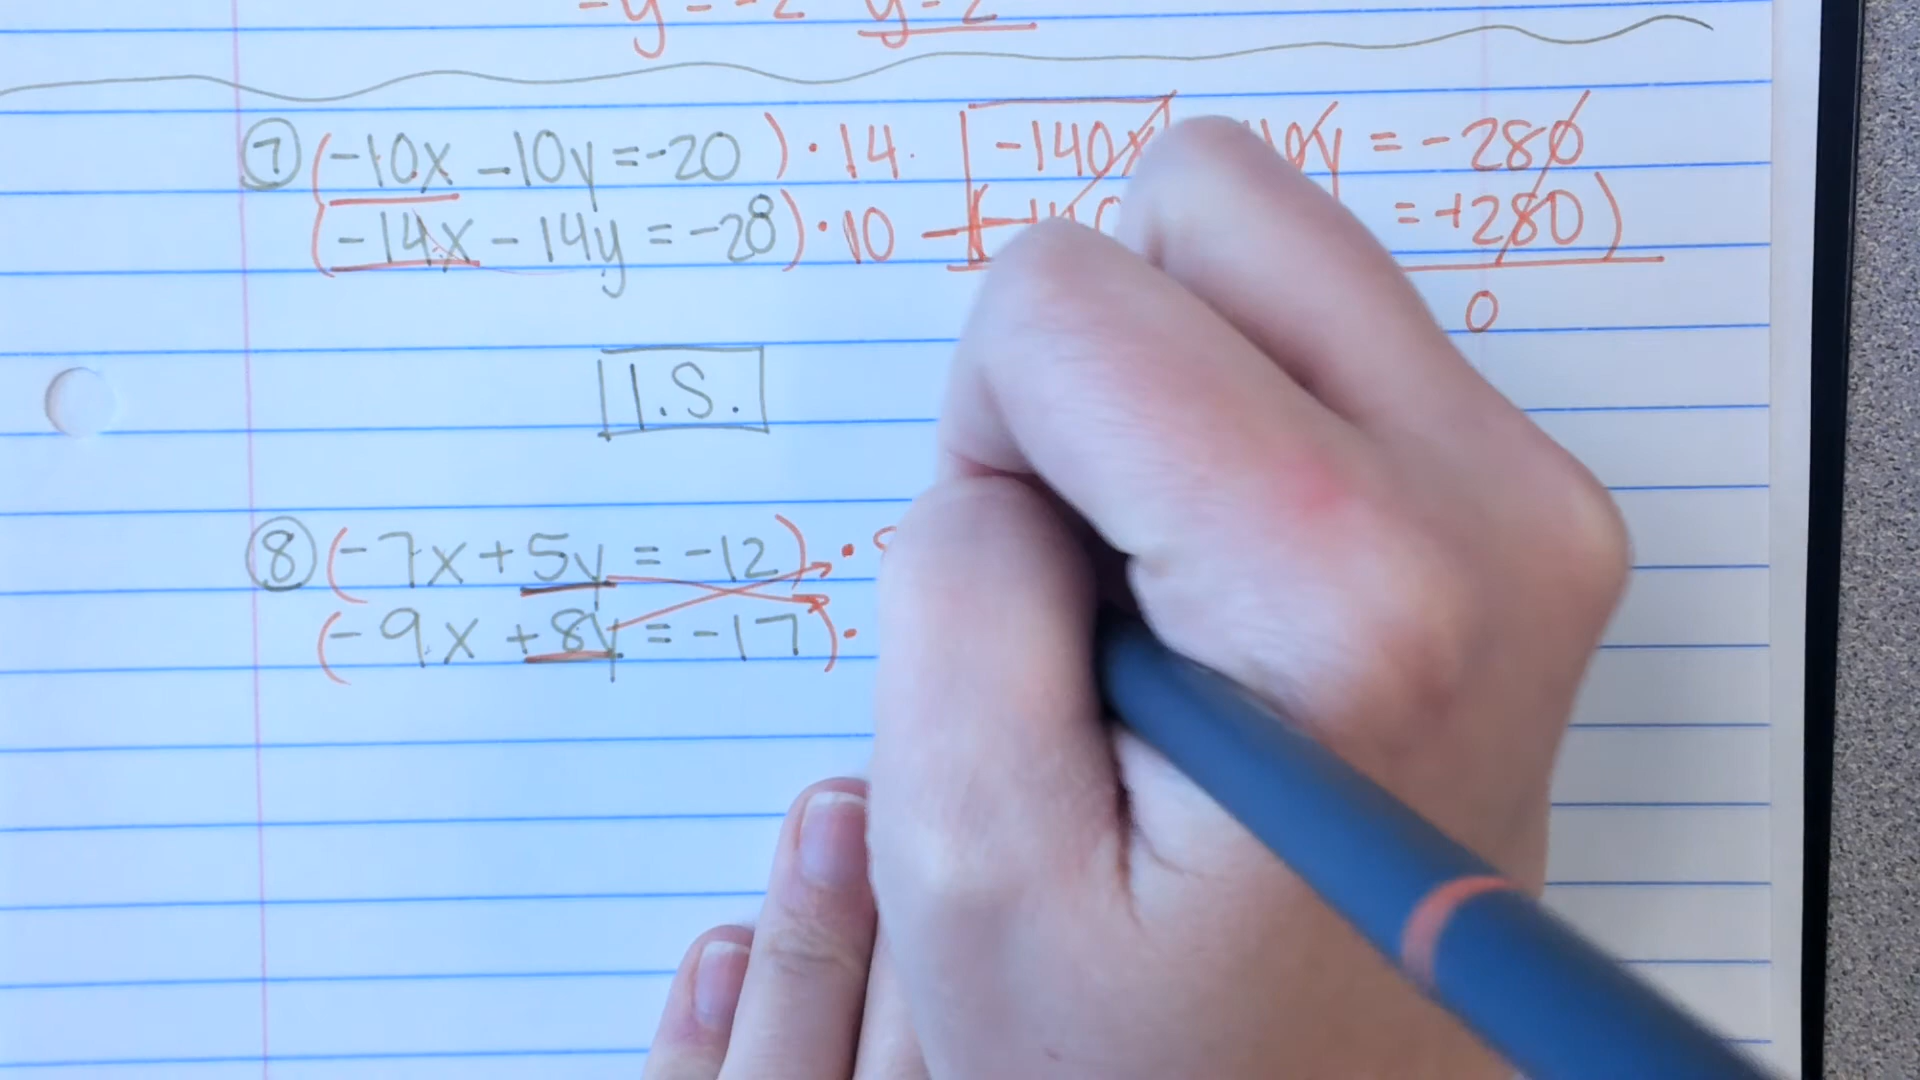 -y = -2 y = 2
⑦ (-10x -10y = -20) · 14 -140x = -280
(-14x - 14y = -28) · 10 = +280)
0
I.S.
⑧ (-7x + 5y = -12) ·
(-9x + 8y = -17) ·